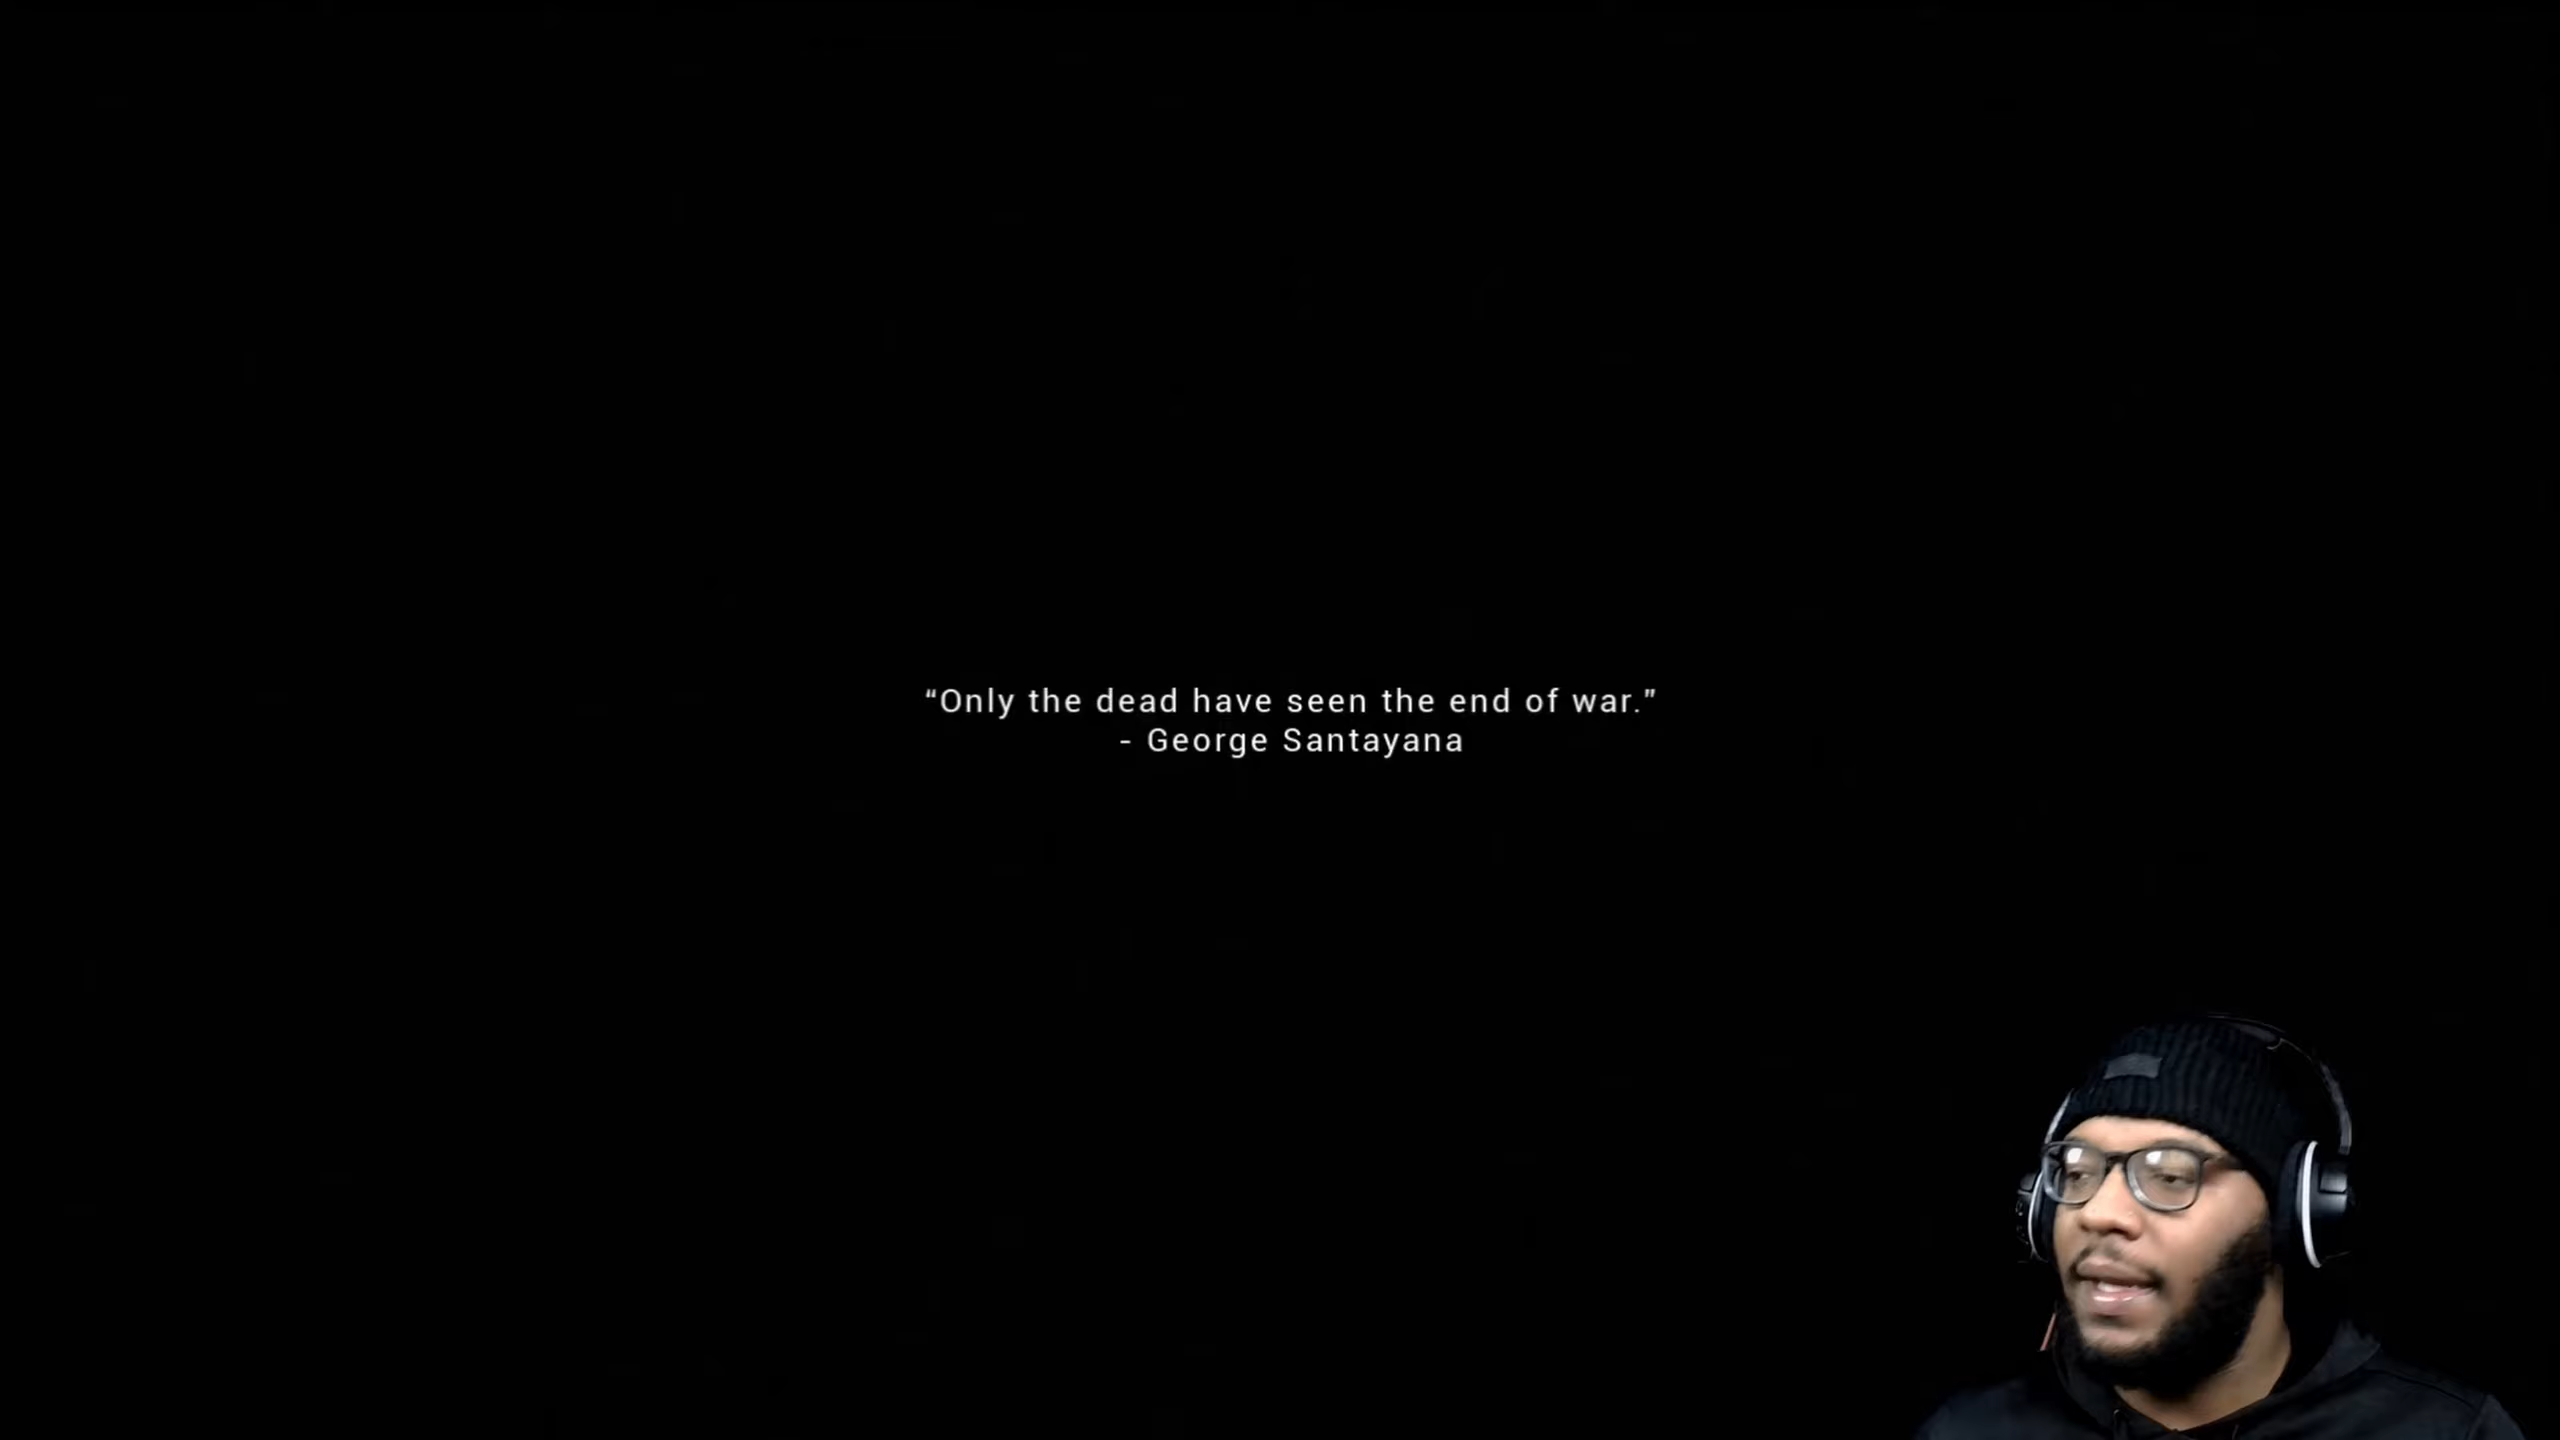 “Only the dead have seen the end of war.”
- George Santayana